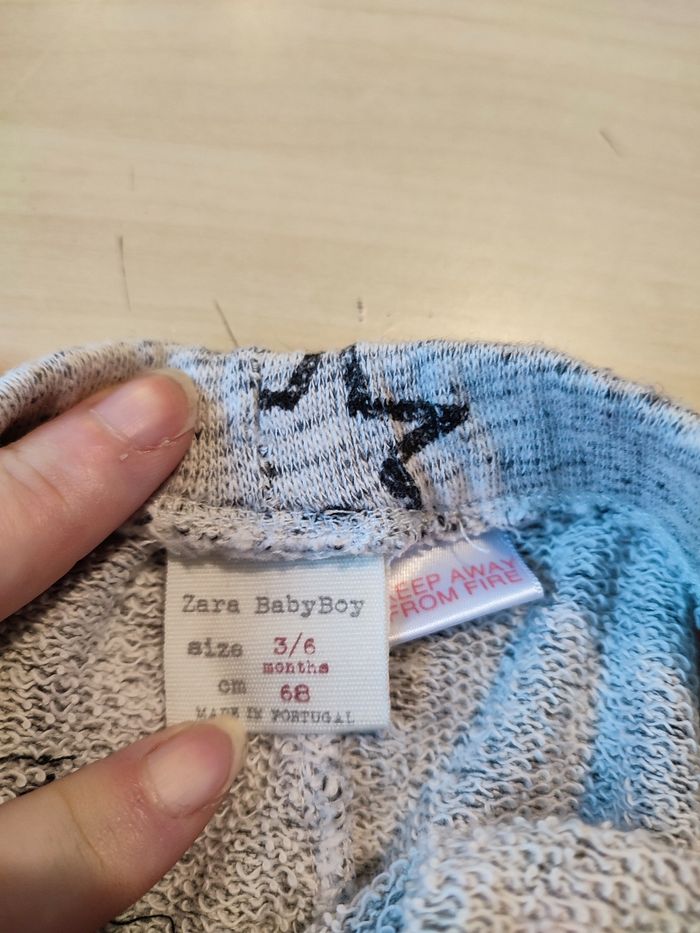 Zara BabyBoy
size 3/6
months
cm 68
MADE IN PORTUGAL
KEEP AWAY
FROM FIRE